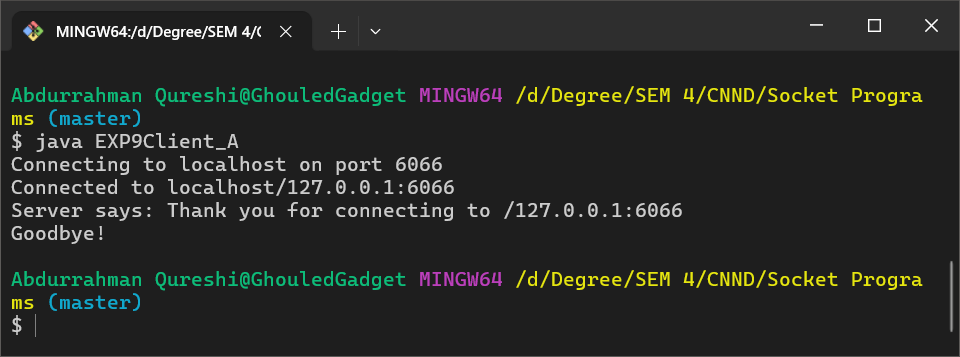 MINGW64:/d/Degree/SEM 4/C
Abdurrahman Qureshi@GhouledGadget MINGW64 /d/Degree/SEM 4/CNND/Socket Progra
ms (master)
$ java EXP9Client_A
Connecting to localhost on port 6066
Connected to localhost/127.0.0.1:6066
Server says: Thank you for connecting to /127.0.0.1:6066
Goodbye!
Abdurrahman Qureshi@GhouledGadget MINGW64 /d/Degree/SEM 4/CNND/Socket Progra
ms (master)
$